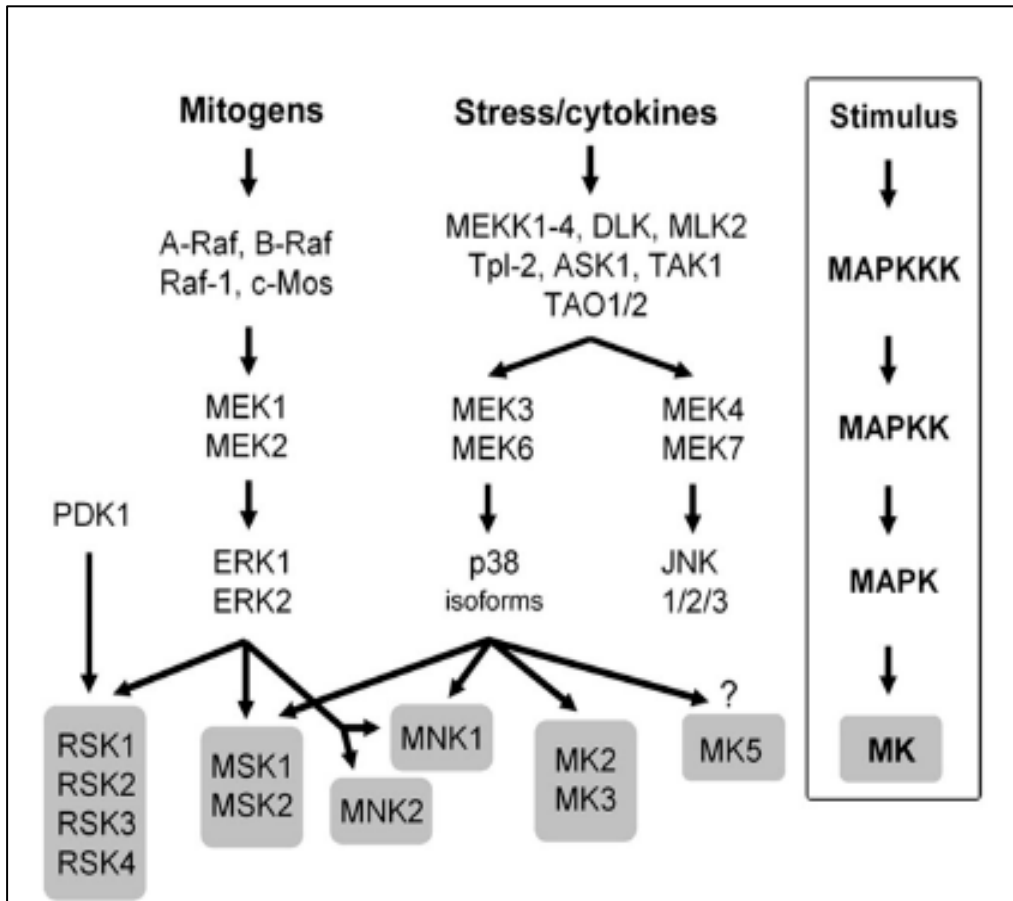 Mitogens
Stress/cytokines
Stimulus
A-Raf, B-Raf
Raf-1, c-Mos
MEKK1-4, DLK, MLK2
Tpl-2, ASK1, TAK1
TAO1/2
MAPKKK
MEK1
MEK2
MEK3
MEK6
MEK4
MEK7
MAPKK
PDK1
ERK1
ERK2
p38
isoforms
JNK
1/2/3
MAPK
RSK1
RSK2
RSK3
RSK4
MSK1
MSK2
MNK1
MNK2
MK2
MK3
?
MK5
MK